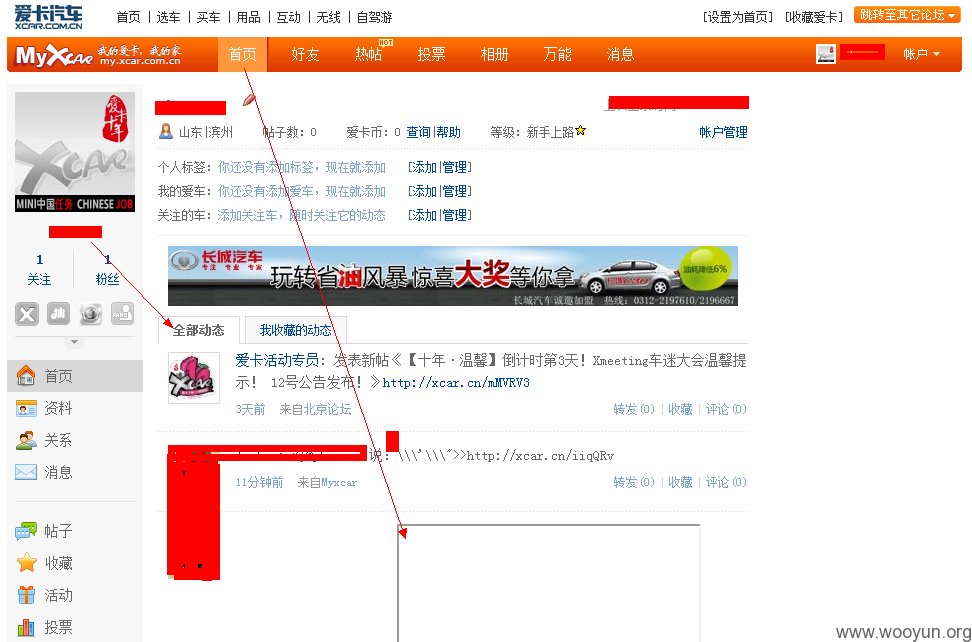 爱卡汽车
XCAR.COM.CN
首页 | 选车 | 买车 | 用品 | 互动 | 无线 | 自驾游
[设置为首页] [收藏爱卡] 跳转至其它论坛
MyXcar 我的爱卡,我的家
my.xcar.com.cn
首页 好友 热帖 HOT 投票 相册 万能 消息 帐户
爱卡十年
XCAR
MINI中国任务 CHINESE JOB
1 关注
1 粉丝
首页
资料
关系
消息
帖子
收藏
活动
投票
山东|滨州 帖子数:0 爱卡币:0 查询|帮助 等级:新手上路 帐户管理
个人标签:你还没有添加标签,现在就添加 [添加|管理]
我的爱车:你还没有添加爱车,现在就添加 [添加|管理]
关注的车:添加关注车,随时关注它的动态 [添加|管理]
长城汽车
专注 专业 专家
玩转省油风暴 惊喜大奖等你拿
油耗降低6%
长城汽车诚邀加盟 热线:0312-2197610/2196667
全部动态 我收藏的动态
爱卡活动专员:发表新帖《【十年·温馨】倒计时第3天!Xmeeting车迷大会温馨提
示! 12号公告发布!》http://xcar.cn/mMVRV3
3天前 来自北京论坛 转发(0) | 收藏 | 评论(0)
说:\\\'\\\">>http://xcar.cn/iiqQRv
11分钟前 来自Myxcar 转发(0) | 收藏 | 评论(0)
www.wooyun.org